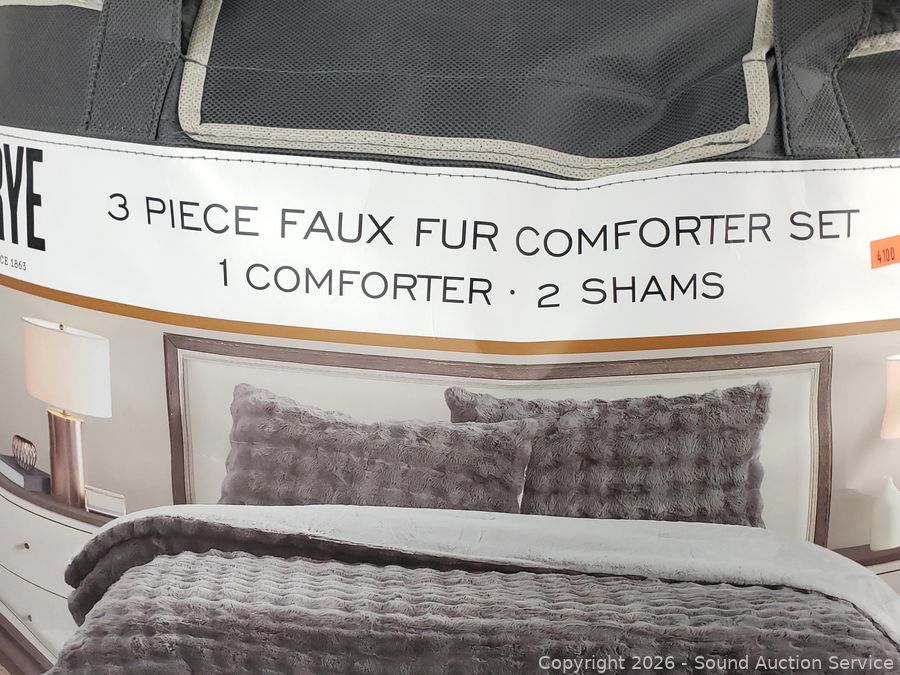 RYE
CE 1863
3 PIECE FAUX FUR COMFORTER SET
1 COMFORTER · 2 SHAMS
4100
Copyright 2026 - Sound Auction Service